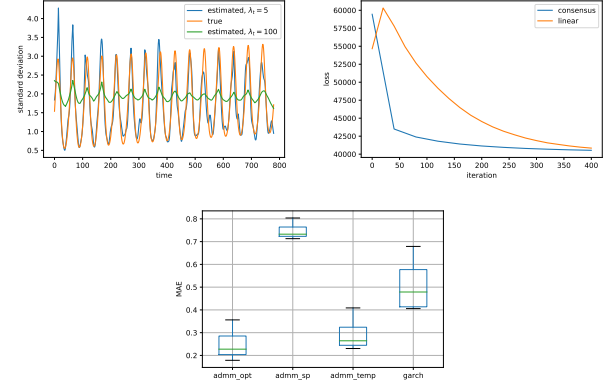 estimated, λt = 5
true
estimated, λt = 100
standard deviation
4.0
3.5
3.0
2.5
2.0
1.5
1.0
0.5
0 100 200 300 400 500 600 700 800
time
consensus
linear
loss
60000
57500
55000
52500
50000
47500
45000
42500
40000
0 50 100 150 200 250 300 350 400
iteration
MAE
0.8
0.7
0.6
0.5
0.4
0.3
0.2
admm_opt admm_sp admm_temp garch